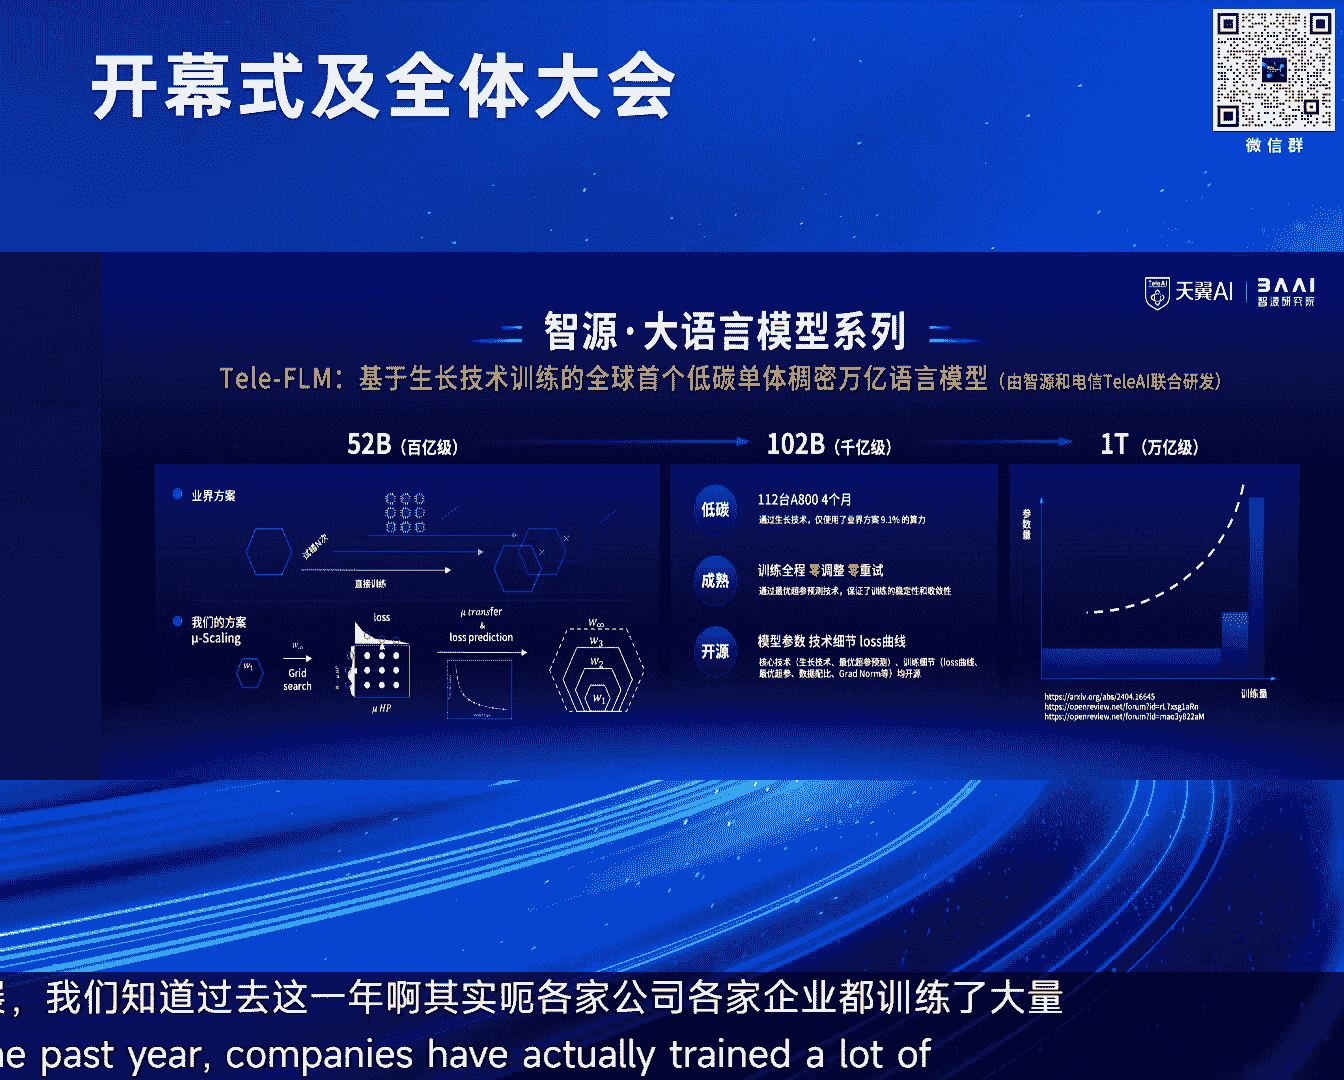 开幕式及全体大会
微信群
TeleAI
天翼AI
BAAI
智源研究院
智源·大语言模型系列
Tele-FLM：基于生长技术训练的全球首个低碳单体稠密万亿语言模型（由智源和电信TeleAI联合研发）
52B（百亿级）
102B（千亿级）
1T（万亿级）
业界方案
试错N次
直接训练
我们的方案
μ-Scaling
w₁
w∞
Grid
search
loss
μ HP
μ transfer
&
loss prediction
w∞
w₃
w₂
w₁
低碳
112台A800 4个月
通过生长技术，仅使用了业界方案 9.1% 的算力
成熟
训练全程 零调整 零重试
通过最优超参预测技术，保证了训练的稳定性和收敛性
开源
模型参数 技术细节 loss曲线
核心技术（生长技术、最优超参预测）、训练细节（loss曲线、
最优超参、数据配比、Grad Norm等）均开源
参数量
训练量
https://arxiv.org/abs/2404.16645
https://openreview.net/forum?id=rL7xsg1aRn
https://openreview.net/forum?id=mao3y822aM
，我们知道过去这一年啊其实呃各家公司各家企业都训练了大量
he past year, companies have actually trained a lot of